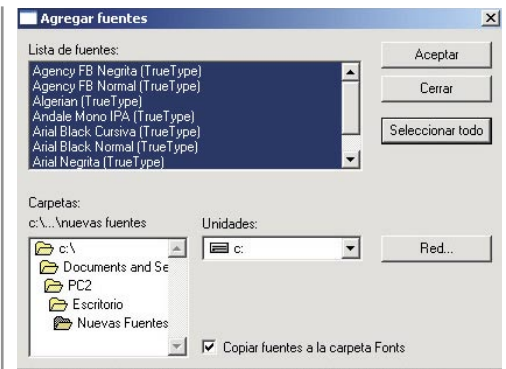 Agregar fuentes
Lista de fuentes:
Agency FB Negrita (TrueType)
Agency FB Normal (TrueType)
Algerian (TrueType)
Andale Mono IPA (TrueType)
Arial Black Cursiva (TrueType)
Arial Black Normal (TrueType)
Arial Negrita (TrueType)
Aceptar
Cerrar
Seleccionar todo
Carpetas:
c:\...\nuevas fuentes
Unidades:
c:\
Documents and Se
PC2
Escritorio
Nuevas Fuentes
c:
Red...
Copiar fuentes a la carpeta Fonts